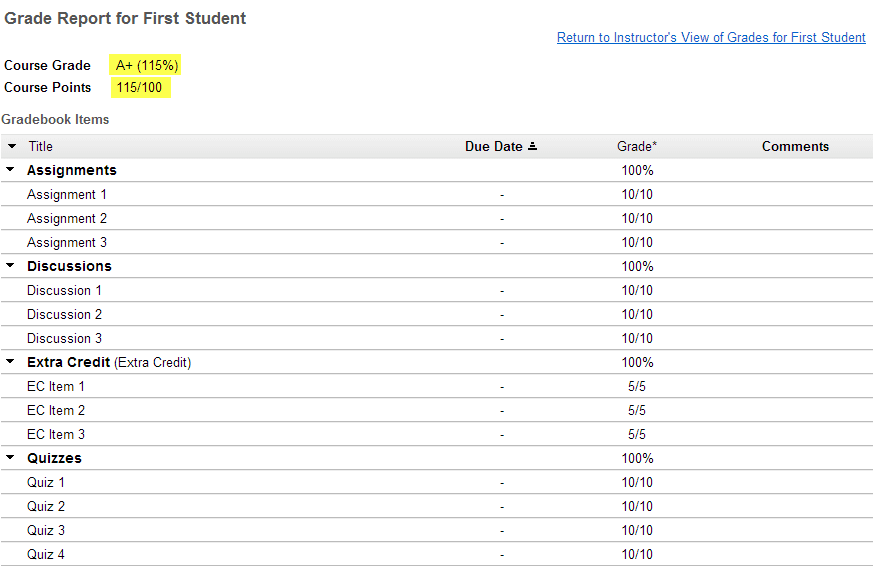 Grade Report for First Student
Return to Instructor's View of Grades for First Student
Course Grade A+ (115%)
Course Points 115/100
Gradebook Items
Title Due Date Grade* Comments
Assignments 100%
Assignment 1 - 10/10
Assignment 2 - 10/10
Assignment 3 - 10/10
Discussions 100%
Discussion 1 - 10/10
Discussion 2 - 10/10
Discussion 3 - 10/10
Extra Credit (Extra Credit) 100%
EC Item 1 - 5/5
EC Item 2 - 5/5
EC Item 3 - 5/5
Quizzes 100%
Quiz 1 - 10/10
Quiz 2 - 10/10
Quiz 3 - 10/10
Quiz 4 - 10/10